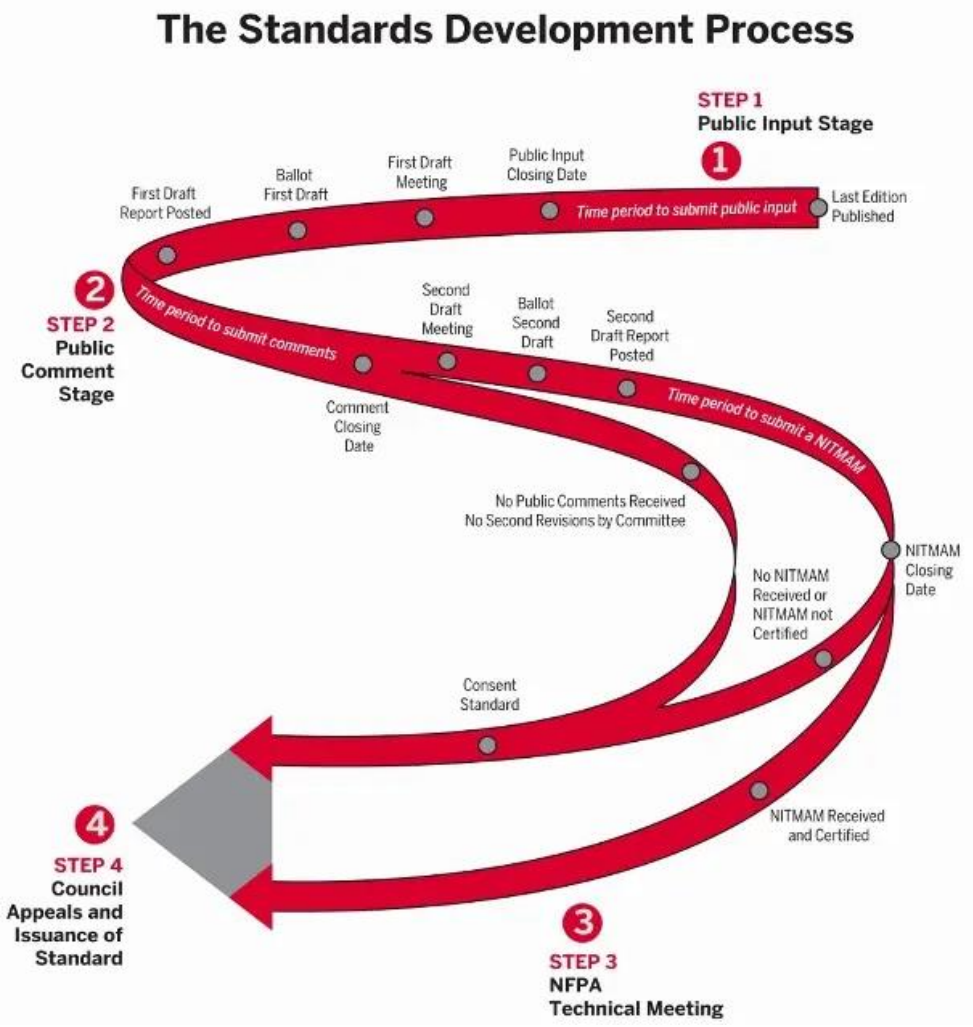 The Standards Development Process
STEP 1
Public Input Stage
1
Public Input
Closing Date
First Draft
Meeting
Ballot
First Draft
First Draft
Report Posted
Time period to submit public input
Last Edition
Published
2
STEP 2
Public
Comment
Stage
Time period to submit comments
Second
Draft
Meeting
Ballot
Second
Draft
Second
Draft Report
Posted
Comment
Closing
Date
Time period to submit a NITMAM
No Public Comments Received
No Second Revisions by Committee
NITMAM
Closing
Date
No NITMAM
Received or
NITMAM not
Certified
Consent
Standard
NITMAM Received
and Certified
4
STEP 4
Council
Appeals and
Issuance of
Standard
3
STEP 3
NFPA
Technical Meeting